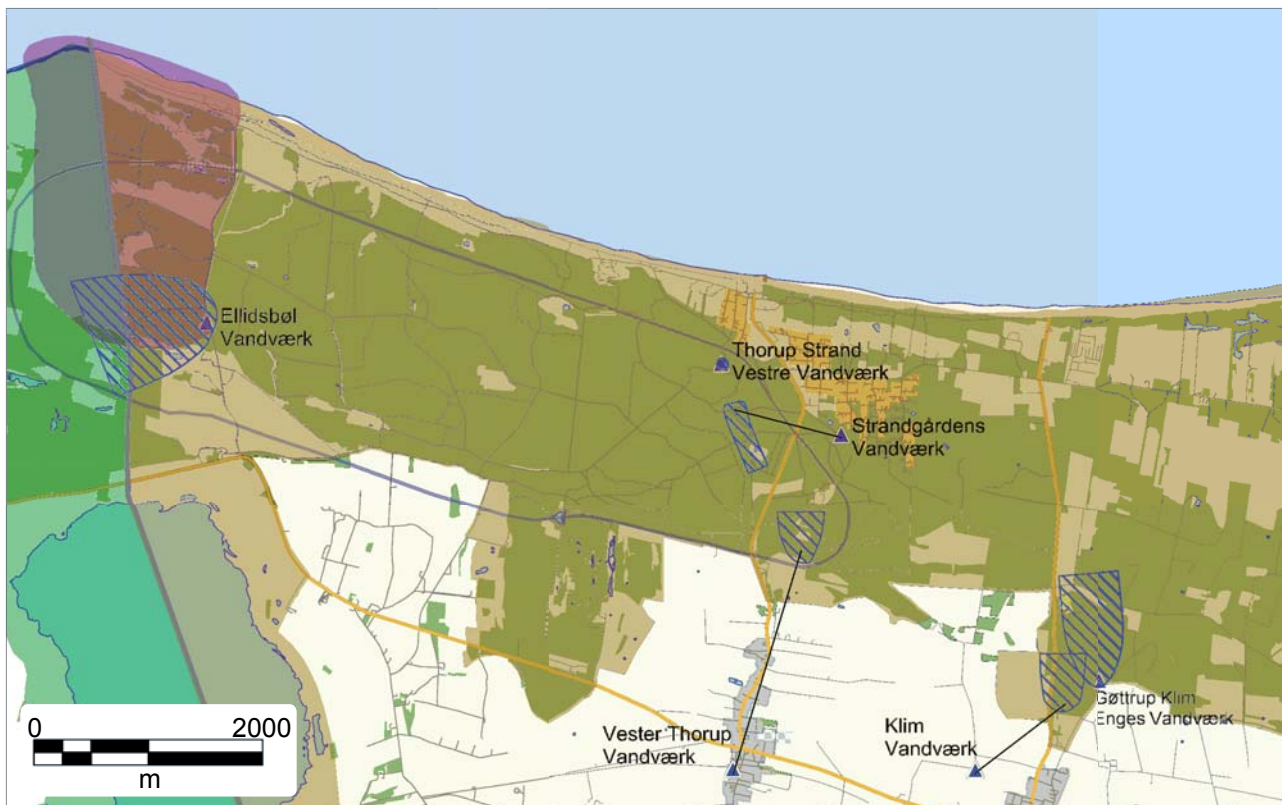 Ellidsbøl
Vandværk
Thorup Strand
Vestre Vandværk
Strandgårdens
Vandværk
Gøttrup Klim
Enges Vandværk
Klim
Vandværk
Vester Thorup
Vandværk
0 2000
m